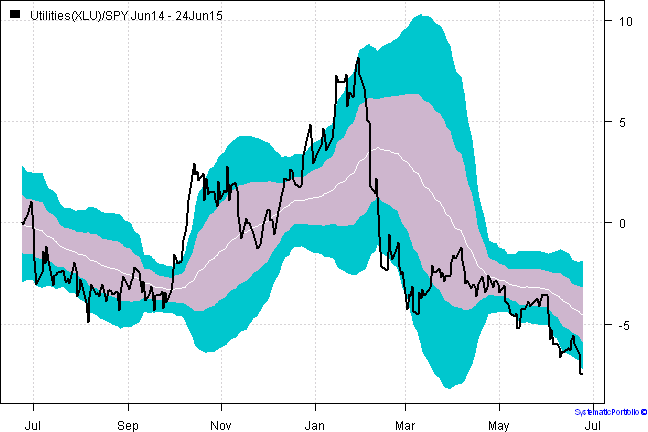 Utilities(XLU)/SPY Jun14 - 24Jun15
10
5
0
-5
SystematicPortfolio ©
Jul Sep Nov Jan Mar May Jul